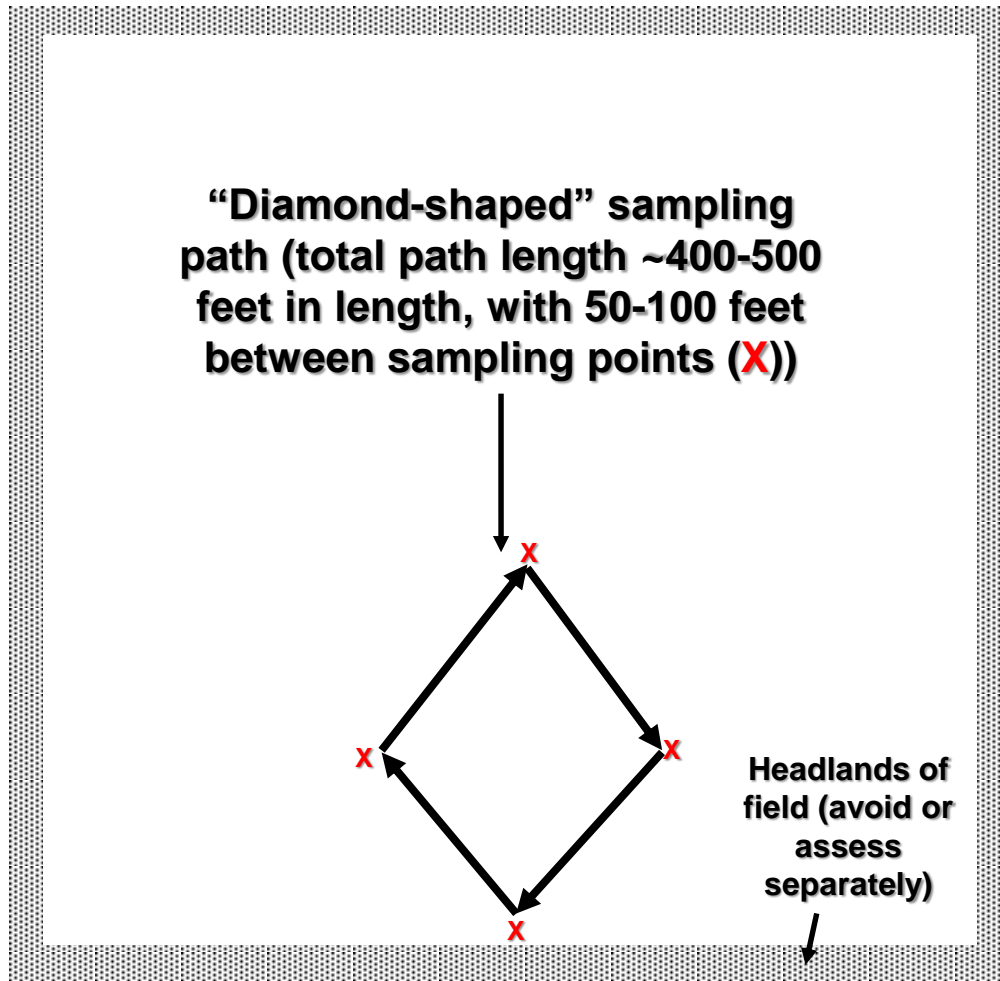 “Diamond-shaped” sampling
path (total path length ~400-500
feet in length, with 50-100 feet
between sampling points (X))
X
X
X
Headlands of
field (avoid or
assess
separately)
X